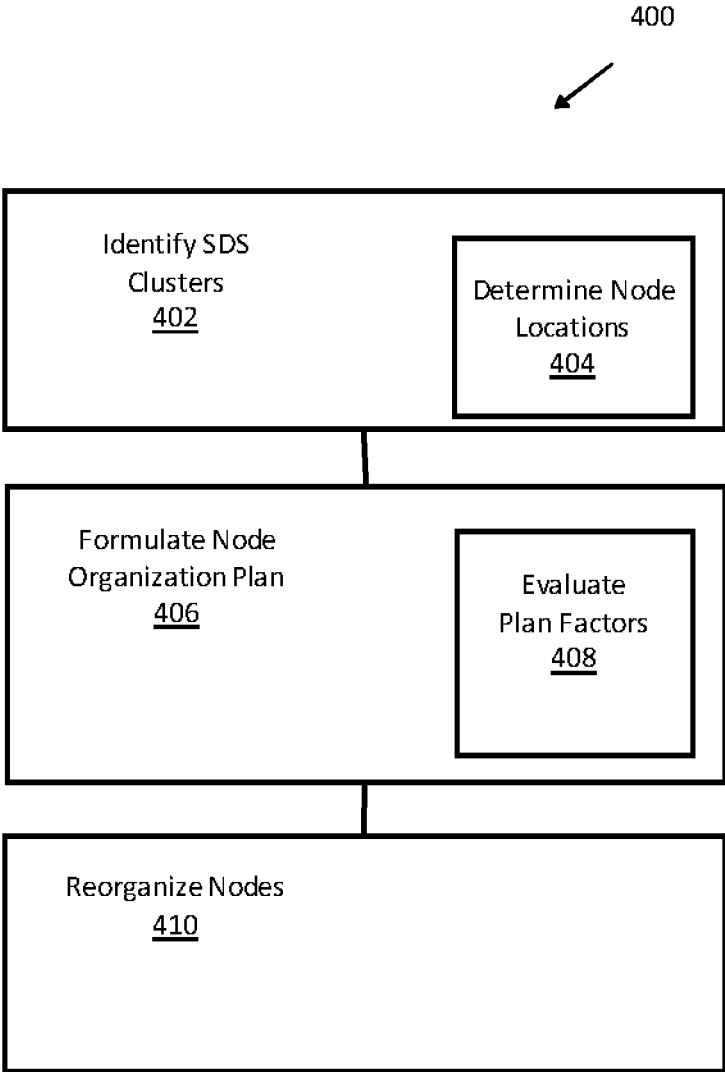 400
Identify SDS
Clusters
402
Determine Node
Locations
404
Formulate Node
Organization Plan
406
Evaluate
Plan Factors
408
Reorganize Nodes
410